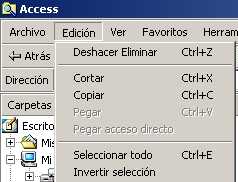 Access
Archivo Edición Ver Favoritos Herram
Atrás
Dirección
Carpetas
Escrito
Mis
Mi
Deshacer Eliminar Ctrl+Z
Cortar Ctrl+X
Copiar Ctrl+C
Pegar Ctrl+V
Pegar acceso directo
Seleccionar todo Ctrl+E
Invertir selección